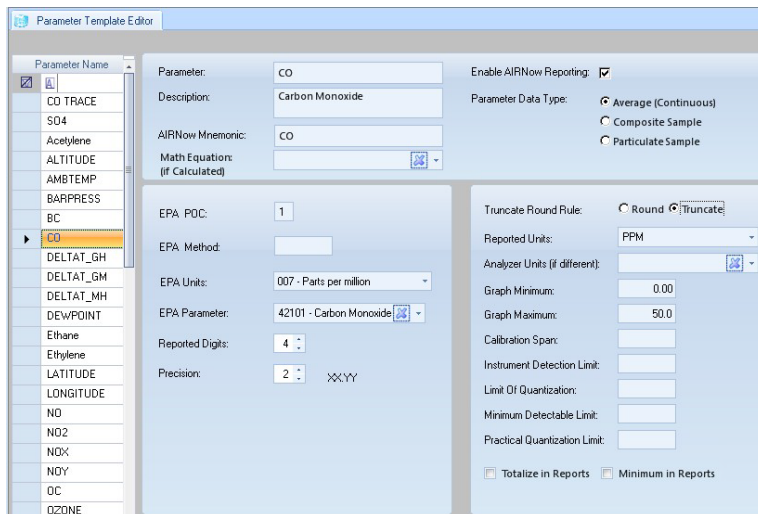 Parameter Template Editor
Parameter Name
A
CO TRACE
SO4
Acetylene
ALTITUDE
AMBTEMP
BARPRESS
BC
CO
DELTAT_GH
DELTAT_GM
DELTAT_MH
DEWPOINT
Ethane
Ethylene
LATITUDE
LONGITUDE
NO
NO2
NOX
NOY
OC
OZONE
Parameter: CO
Description: Carbon Monoxide
AIRNow Mnemonic: CO
Math Equation:
(if Calculated)
Enable AIRNow Reporting:
Parameter Data Type: Average (Continuous)
Composite Sample
Particulate Sample
EPA POC: 1
EPA Method:
EPA Units: 007 - Parts per million
EPA Parameter: 42101 - Carbon Monoxide
Reported Digits: 4
Precision: 2 XX.YY
Truncate Round Rule: Round Truncate
Reported Units: PPM
Analyzer Units (if different):
Graph Minimum: 0.00
Graph Maximum: 50.0
Calibration Span:
Instrument Detection Limit:
Limit Of Quantization:
Minimum Detectable Limit:
Practical Quantization Limit:
Totalize in Reports Minimum in Reports